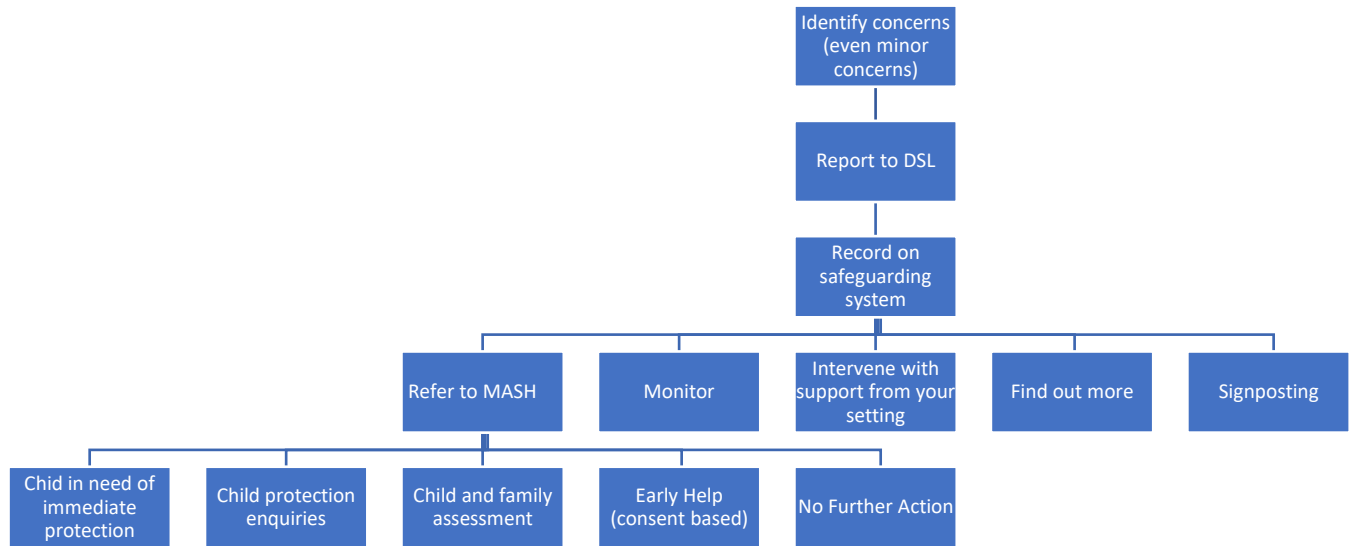 Identify concerns
(even minor
concerns)
Report to DSL
Record on
safeguarding
system
Refer to MASH
Monitor
Intervene with
support from your
setting
Find out more
Signposting
Chid in need of
immediate
protection
Child protection
enquiries
Child and family
assessment
Early Help
(consent based)
No Further Action